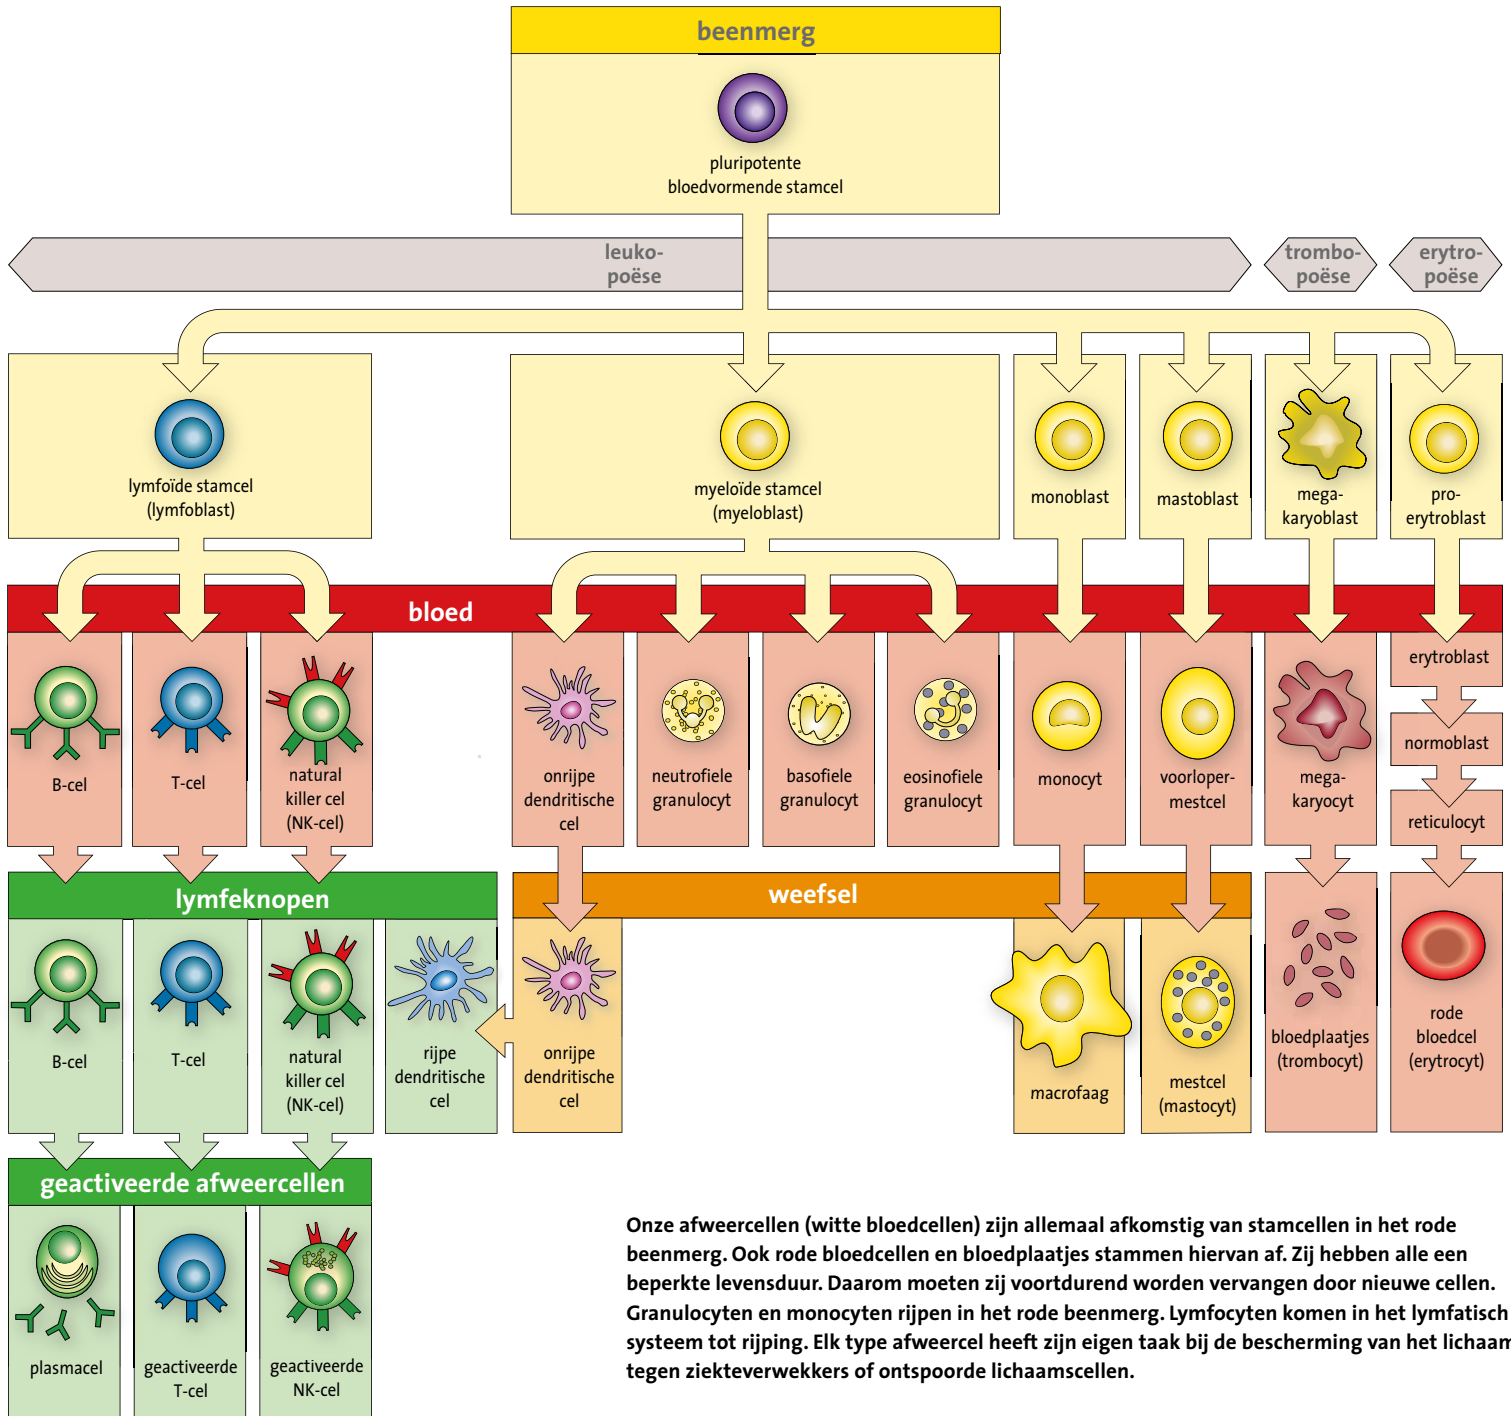 beenmerg
pluripotente
bloedvormende stamcel
leuko-
poëse
trombo-
poëse
erytro-
poëse
lymfoïde stamcel
(lymfoblast)
myeloïde stamcel
(myeloblast)
monoblast
mastoblast
mega-
karyoblast
pro-
erytroblast
bloed
B-cel
T-cel
natural
killer cel
(NK-cel)
onrijpe
dendritische
cel
neutrofiele
granulocyt
basofiele
granulocyt
eosinofiele
granulocyt
monocyt
voorloper-
mestcel
mega-
karyocyt
erytroblast
normoblast
reticulocyt
lymfeknopen
weefsel
B-cel
T-cel
natural
killer cel
(NK-cel)
rijpe
dendritische
cel
onrijpe
dendritische
cel
macrofaag
mestcel
(mastocyt)
bloedplaatjes
(trombocyt)
rode
bloedcel
(erytrocyt)
geactiveerde afweercellen
plasmacel
geactiveerde
T-cel
geactiveerde
NK-cel
Onze afweercellen (witte bloedcellen) zijn allemaal afkomstig van stamcellen in het rode
beenmerg. Ook rode bloedcellen en bloedplaatjes stammen hiervan af. Zij hebben alle een
beperkte levensduur. Daarom moeten zij voortdurend worden vervangen door nieuwe cellen.
Granulocyten en monocyten rijpen in het rode beenmerg. Lymfocyten komen in het lymfatisch
systeem tot rijping. Elk type afweercel heeft zijn eigen taak bij de bescherming van het lichaam
tegen ziekteverwekkers of ontspoorde lichaamscellen.